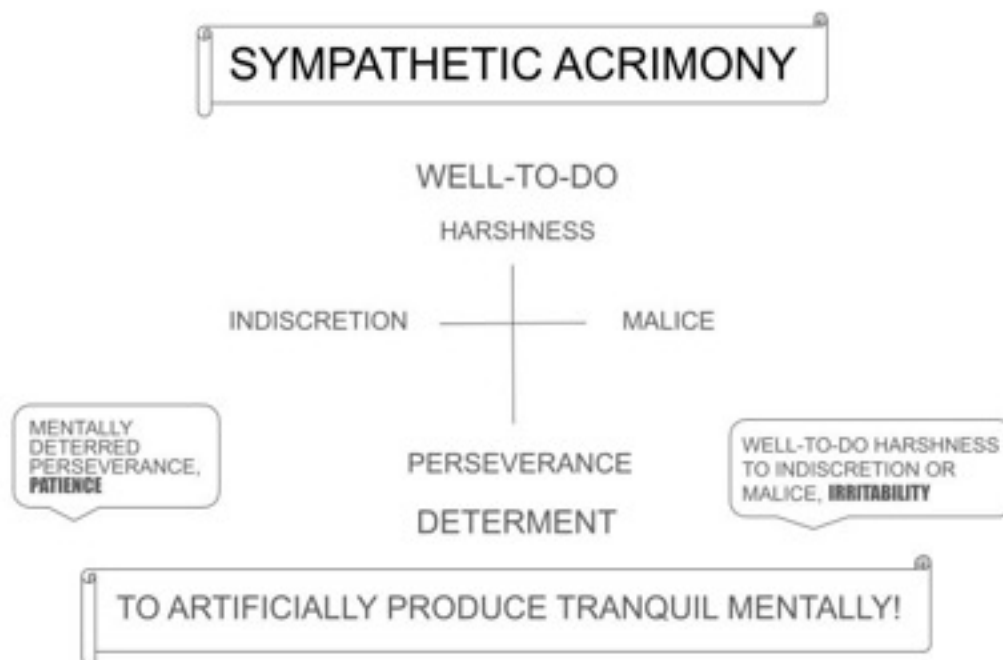 SYMPATHETIC ACRIMONY
WELL-TO-DO
HARSHNESS
INDISCRETION
MALICE
MENTALLY
DETERRED
PERSEVERANCE,
PATIENCE
PERSEVERANCE
DETERMENT
WELL-TO-DO HARSHNESS
TO INDISCRETION OR
MALICE, IRRITABILITY
TO ARTIFICIALLY PRODUCE TRANQUIL MENTALLY!